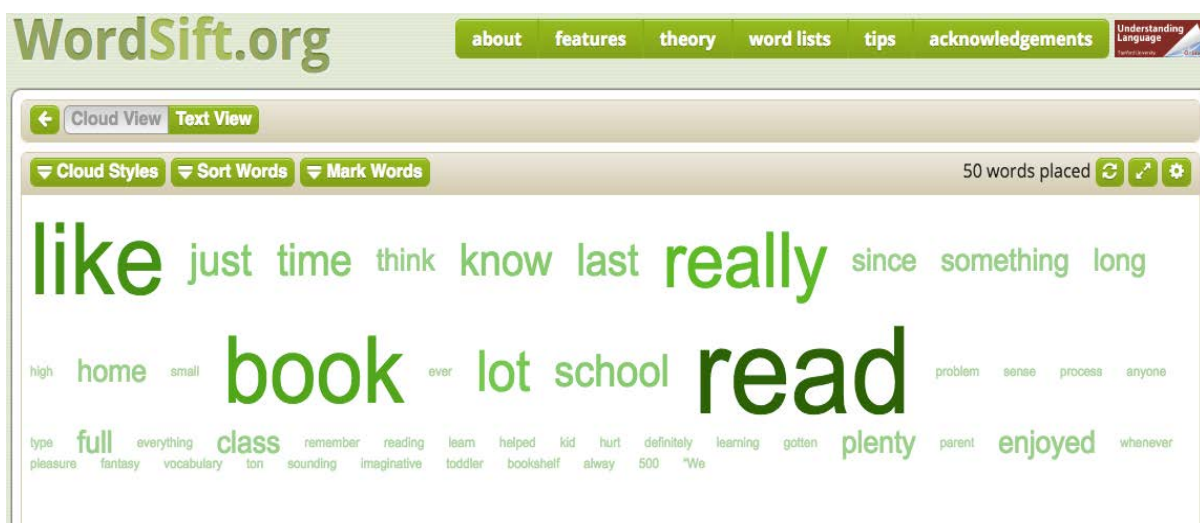 WordSift.org about features theory word lists tips acknowledgements Understanding Language
Cloud View Text View
Cloud Styles Sort Words Mark Words 50 words placed
like just time think know last really since something long
high home small book ever lot school read problem sense process anyone
type full everything class remember reading learn helped kid hurt definitely learning gotten plenty parent enjoyed whenever
pleasure fantasy vocabulary ton sounding imaginative toddler bookshelf alway 500 "We